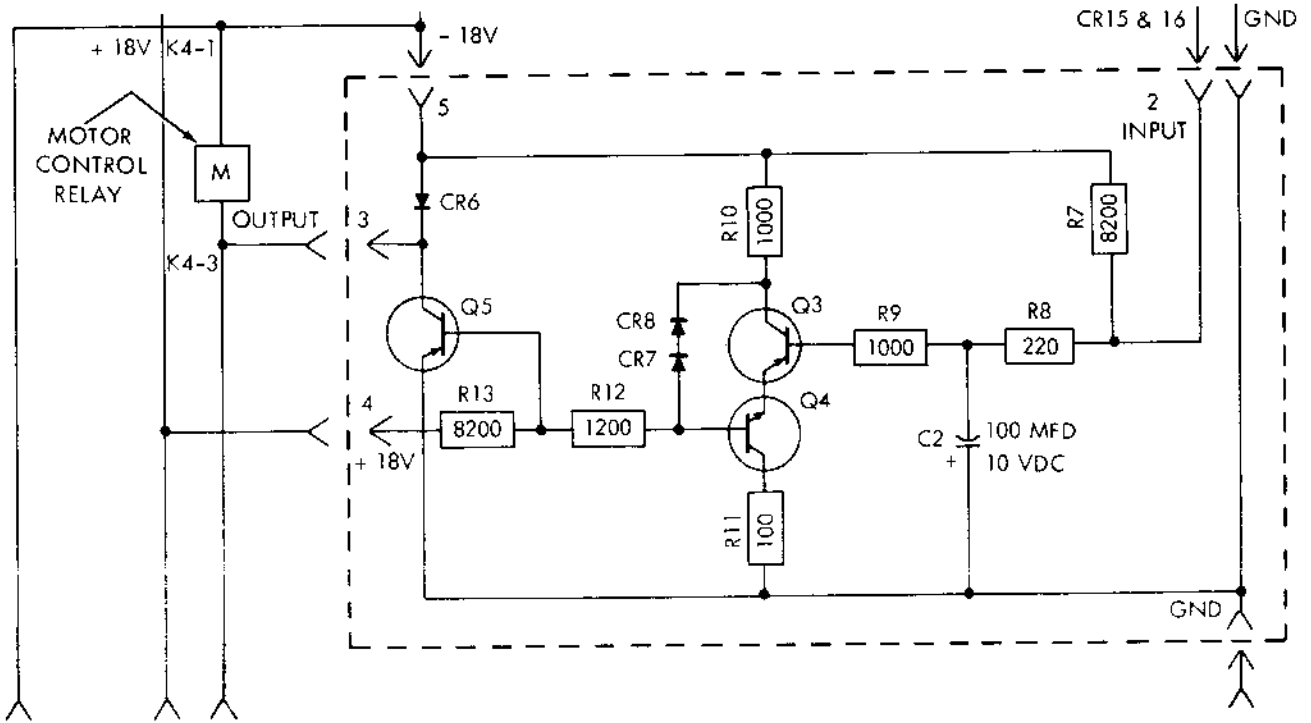 CR15 & 16
GND
+ 18V
K4-1
- 18V
5
2
INPUT
MOTOR
CONTROL
RELAY
M
CR6
R10
1000
R7
8200
OUTPUT
3
K4-3
Q5
CR8
CR7
Q3
R9
1000
R8
220
4
R13
8200
R12
1200
Q4
+ 18V
C2
+
100 MFD
10 VDC
R11
100
GND